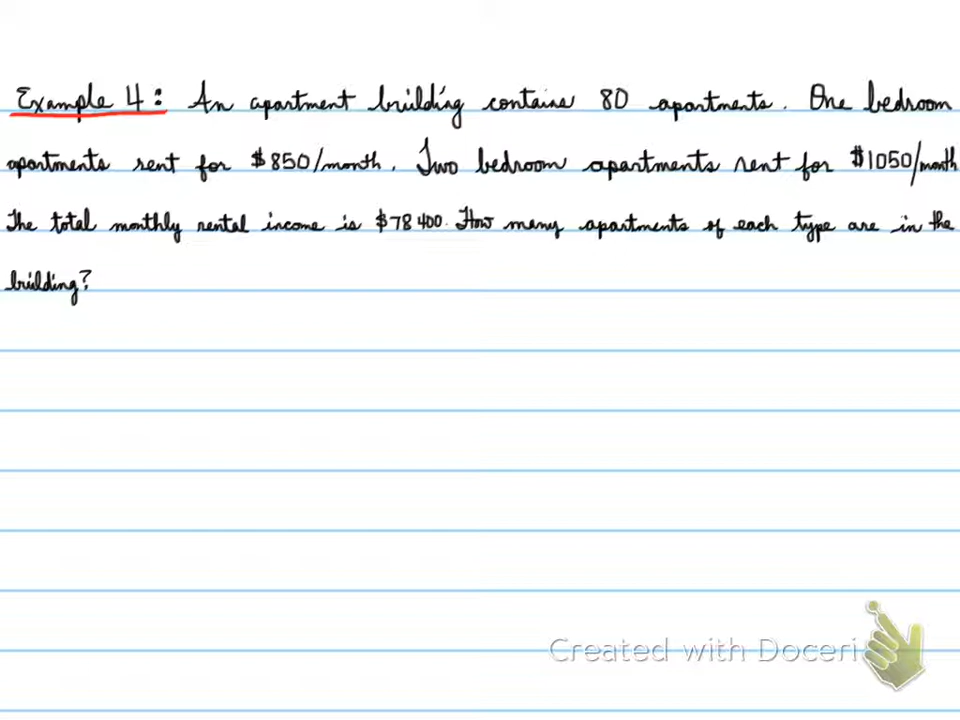 Example 4: An apartment building contains 80 apartments. One bedroom
apartments rent for $850/month. Two bedroom apartments rent for $1050/month
The total monthly rental income is $78400. How many apartments of each type are in the
building?
Created with Doceri